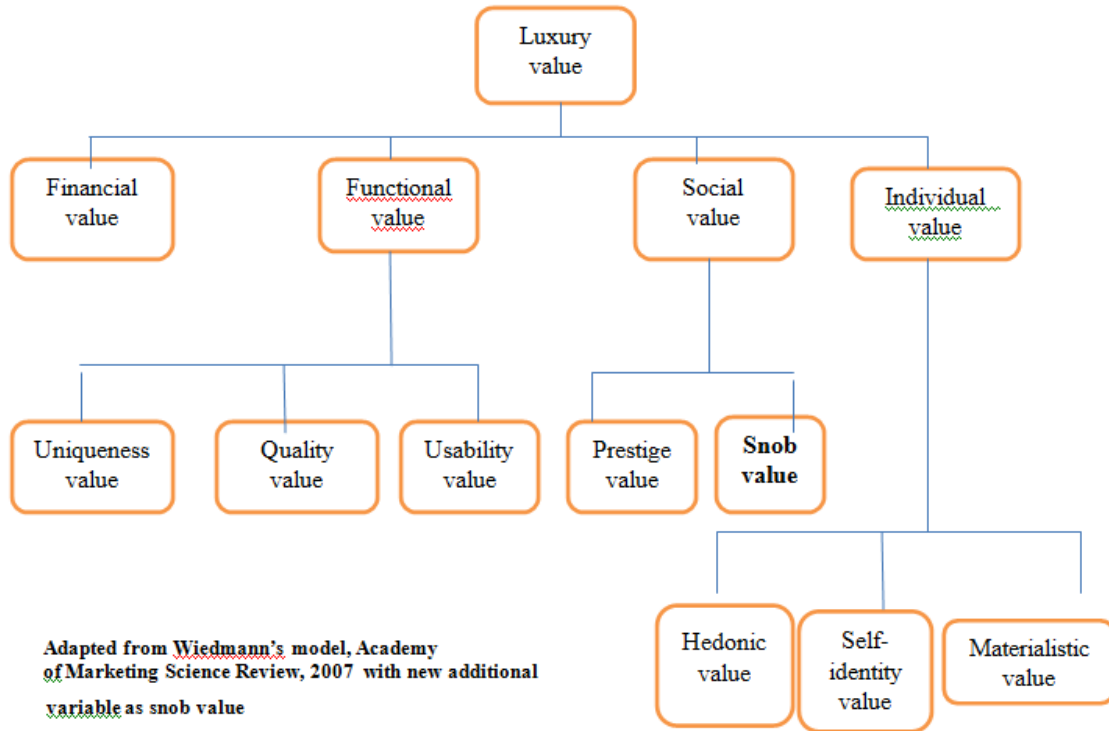 Luxury
value
Financial
value
Functional
value
Social
value
Individual
value
Uniqueness
value
Quality
value
Usability
value
Prestige
value
Snob
value
Hedonic
value
Self-
identity
value
Materialistic
value
Adapted from Wiedmann's model, Academy
of Marketing Science Review, 2007 with new additional
variable as snob value